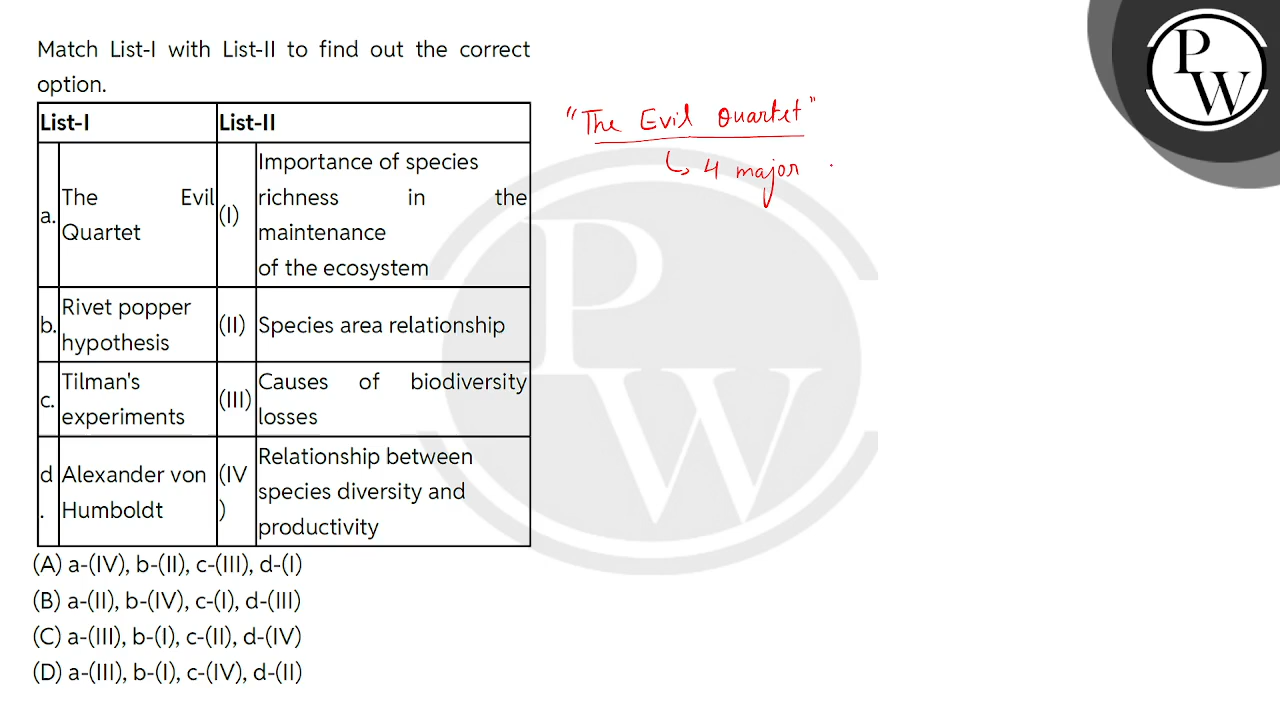 Match List-I with List-II to find out the correct
option.
List-I List-II
a. The Evil Quartet (I) Importance of species richness in the maintenance of the ecosystem
b. Rivet popper hypothesis (II) Species area relationship
c. Tilman's experiments (III) Causes of biodiversity losses
d. Alexander von Humboldt (IV) Relationship between species diversity and productivity
(A) a-(IV), b-(II), c-(III), d-(I)
(B) a-(II), b-(IV), c-(I), d-(III)
(C) a-(III), b-(I), c-(II), d-(IV)
(D) a-(III), b-(I), c-(IV), d-(II)
"The Evil Quartet"
↳ 4 major
PW
PW